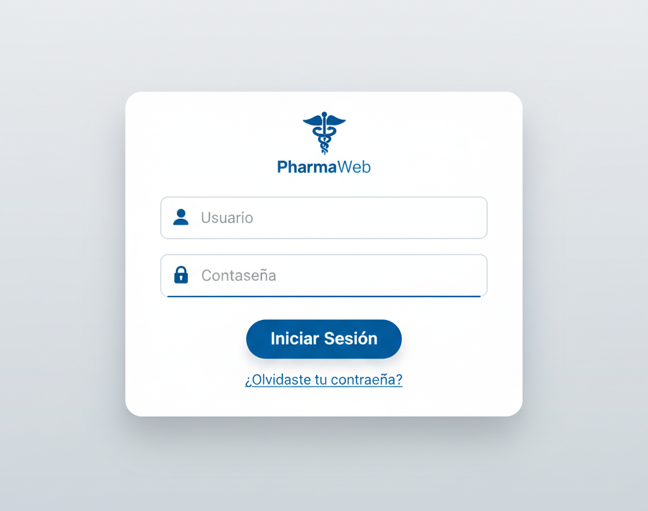 PharmaWeb
Usuario
Contaseña
Iniciar Sesión
¿Olvidaste tu contraeña?